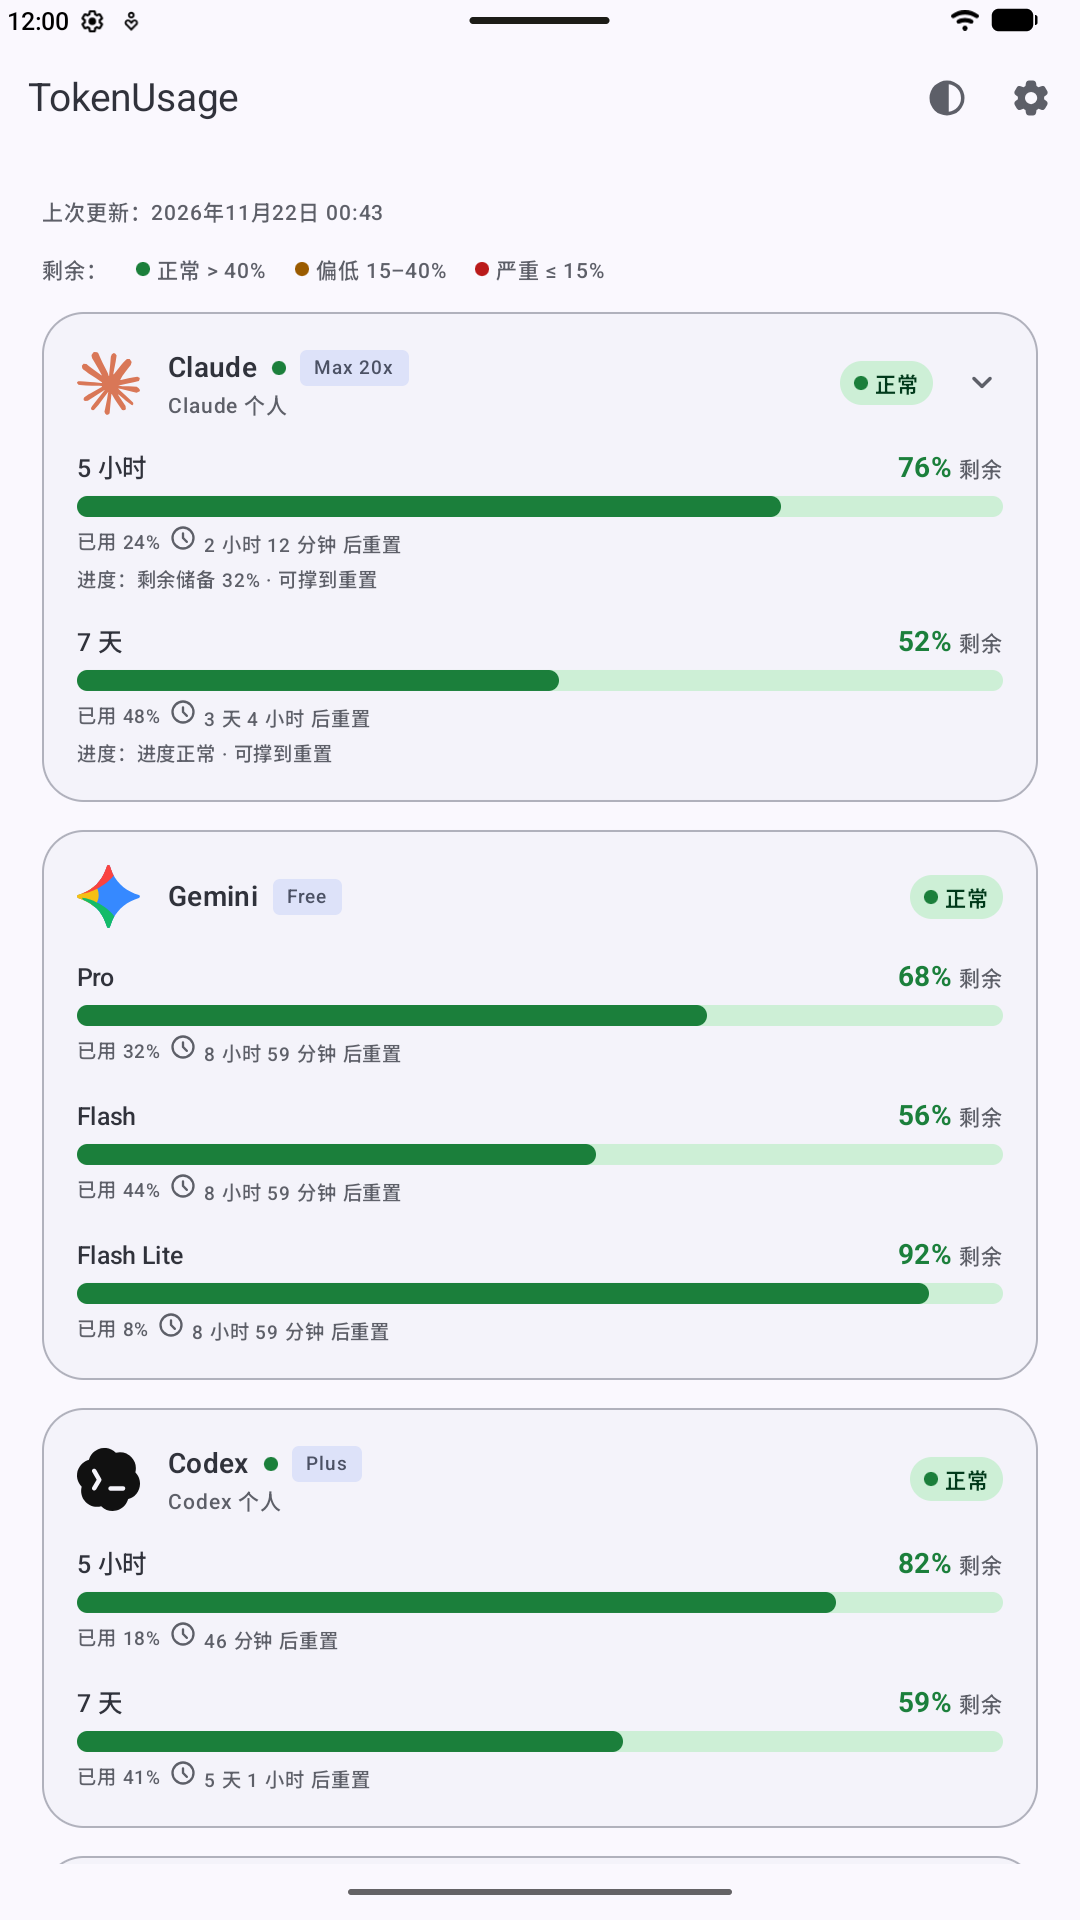 12:00
TokenUsage
上次更新：2026年11月22日 00:43
剩余： 正常 > 40% 偏低 15–40% 严重 ≤ 15%
Claude Max 20x
Claude 个人
正常
5 小时 76% 剩余
已用 24% 2 小时 12 分钟 后重置
进度：剩余储备 32% · 可撑到重置
7 天 52% 剩余
已用 48% 3 天 4 小时 后重置
进度：进度正常 · 可撑到重置
Gemini Free 正常
Pro 68% 剩余
已用 32% 8 小时 59 分钟 后重置
Flash 56% 剩余
已用 44% 8 小时 59 分钟 后重置
Flash Lite 92% 剩余
已用 8% 8 小时 59 分钟 后重置
Codex Plus
Codex 个人
正常
5 小时 82% 剩余
已用 18% 46 分钟 后重置
7 天 59% 剩余
已用 41% 5 天 1 小时 后重置